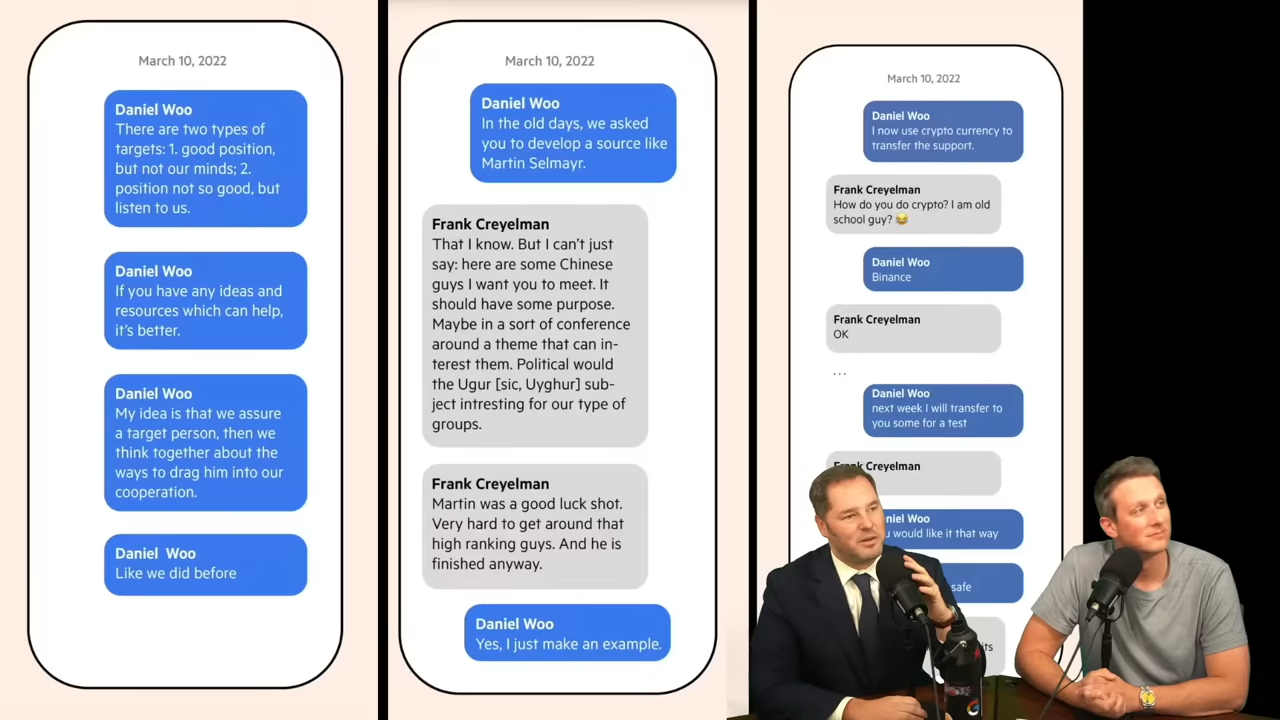 March 10, 2022
Daniel Woo
There are two types of
targets: 1. good position,
but not our minds; 2.
position not so good, but
listen to us.
Daniel Woo
If you have any ideas and
resources which can help,
it's better.
Daniel Woo
My idea is that we assure
a target person, then we
think together about the
ways to drag him into our
cooperation.
Daniel Woo
Like we did before
March 10, 2022
Daniel Woo
In the old days, we asked
you to develop a source like
Martin Selmayr.
Frank Creyelman
That I know. But I can't just
say: here are some Chinese
guys I want you to meet. It
should have some purpose.
Maybe in a sort of conference
around a theme that can in-
terest them. Political would
the Ugur [sic, Uyghur] sub-
ject intresting for our type of
groups.
Frank Creyelman
Martin was a good luck shot.
Very hard to get around that
high ranking guys. And he is
finished anyway.
Daniel Woo
Yes, I just make an example.
March 10, 2022
Daniel Woo
I now use crypto currency to
transfer the support.
Frank Creyelman
How do you do crypto? I am old
school guy? 😂
Daniel Woo
Binance
Frank Creyelman
OK
...
Daniel Woo
next week I will transfer to
you some for a test
Creyelman
Woo
would like it that way
safe